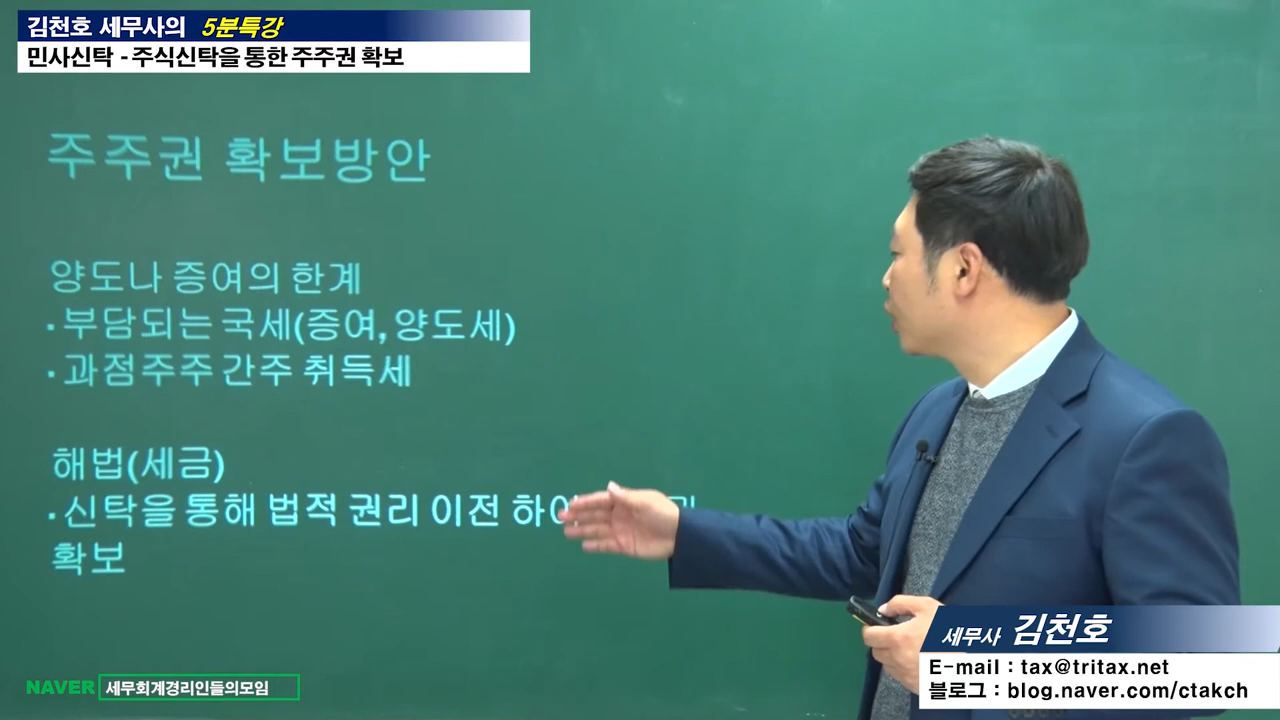 김천호 세무사의 5분특강
민사신탁 - 주식신탁을 통한 주주권 확보
주주권 확보방안
양도나 증여의 한계
·부담되는 국세(증여, 양도세)
·과점주주 간주 취득세
해법(세금)
·신탁을 통해 법적 권리 이전
확보
세무사 김천호
E-mail : tax@tritax.net
블로그 : blog.naver.com/ctakch
NAVER 세무회계경리인들의모임